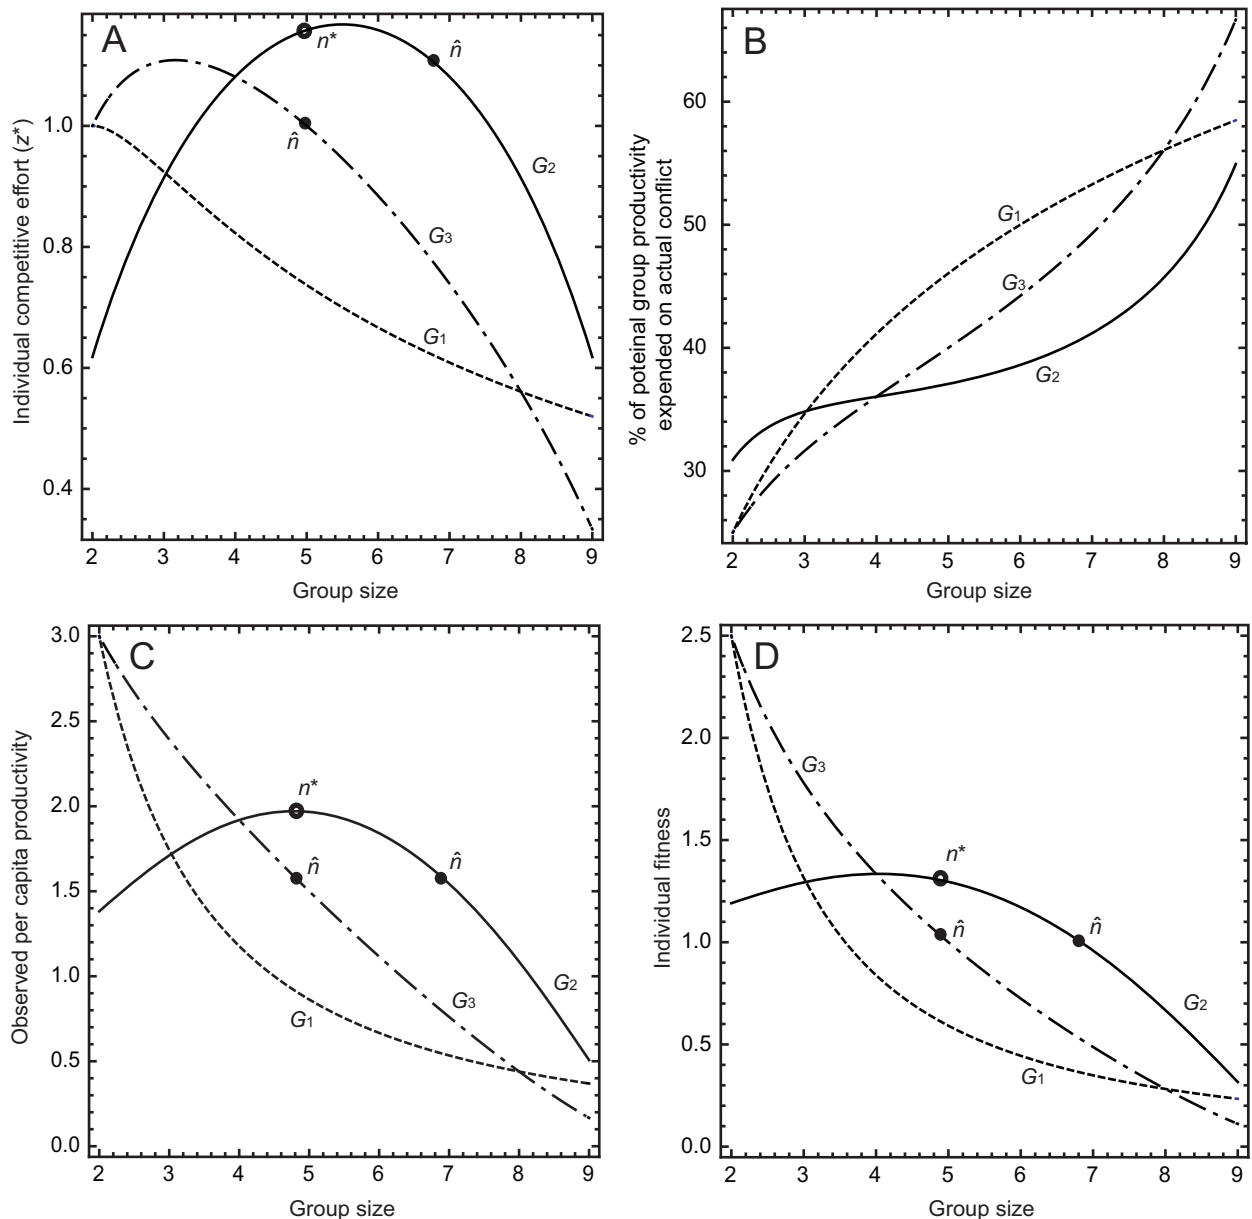 A
n*
n̂
1.0
n̂
G2
0.8
G3
G1
0.6
0.4
2 3 4 5 6 7 8 9
Group size
Individual competitive effort (z*)
B
60
G1
50
G3
40
G2
30
2 3 4 5 6 7 8 9
Group size
% of poteinal group productivity
expended on actual conflict
3.0
C
2.5
n*
2.0
n̂
n̂
1.5
G3
G2
1.0
G1
0.5
0.0
2 3 4 5 6 7 8 9
Group size
Observed per capita productivity
2.5
D
2.0
G3
1.5
n*
n̂
n̂
1.0
G2
0.5
G1
0.0
2 3 4 5 6 7 8 9
Group size
Individual fitness